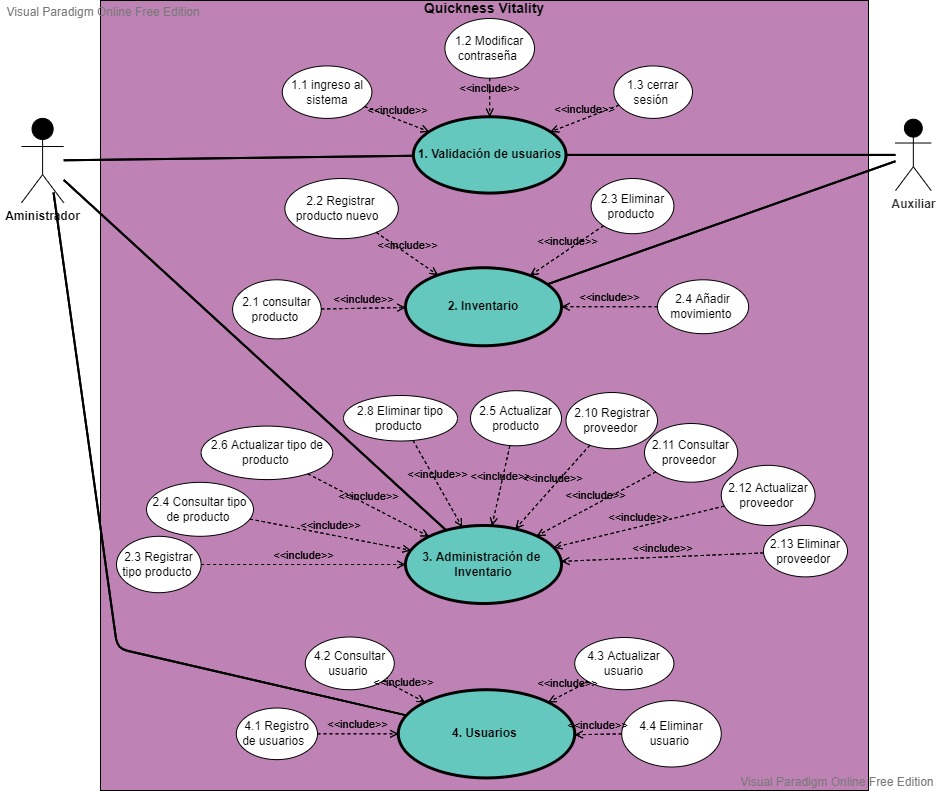 Visual Paradigm Online Free Edition
Quickness Vitality
1.2 Modificar
contraseña
1.1 ingreso al
sistema
1.3 cerrar
sesión
<<include>>
<<include>>
<<include>>
1. Validación de usuarios
Aministrador
Auxiliar
2.2 Registrar
producto nuevo
2.3 Eliminar
producto
<<include>>
<<include>>
2.1 consultar
producto
<<include>>
2. Inventario
<<include>>
2.4 Añadir
movimiento
2.8 Eliminar tipo
producto
2.5 Actualizar
producto
2.10 Registrar
proveedor
2.6 Actualizar tipo de
producto
2.11 Consultar
proveedor
<<include>>
<<include>>
<<include>>
2.4 Consultar tipo
de producto
<<include>>
<<include>>
2.12 Actualizar
proveedor
<<include>>
<<include>>
2.3 Registrar
tipo producto
<<include>>
3. Administración de
Inventario
<<include>>
2.13 Eliminar
proveedor
4.2 Consultar
usuario
4.3 Actualizar
usuario
<<include>>
<<include>>
4.1 Registro
de usuarios
<<include>>
4. Usuarios
<<include>>
4.4 Eliminar
usuario
Visual Paradigm Online Free Edition